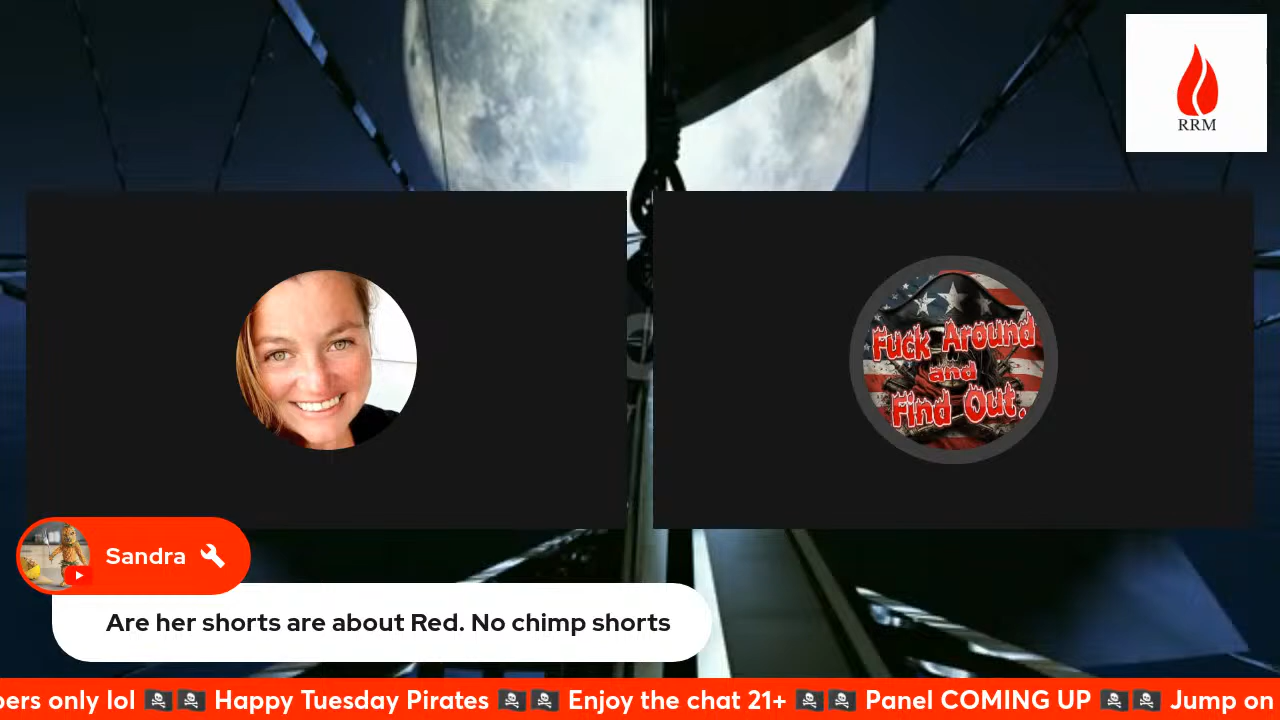 RRM
Fuck Around
and
Find Out.
Sandra
Are her shorts are about Red. No chimp shorts
pers only lol 🏴‍☠️🏴‍☠️ Happy Tuesday Pirates 🏴‍☠️🏴‍☠️ Enjoy the chat 21+ 🏴‍☠️🏴‍☠️ Panel COMING UP 🏴‍☠️🏴‍☠️ Jump on